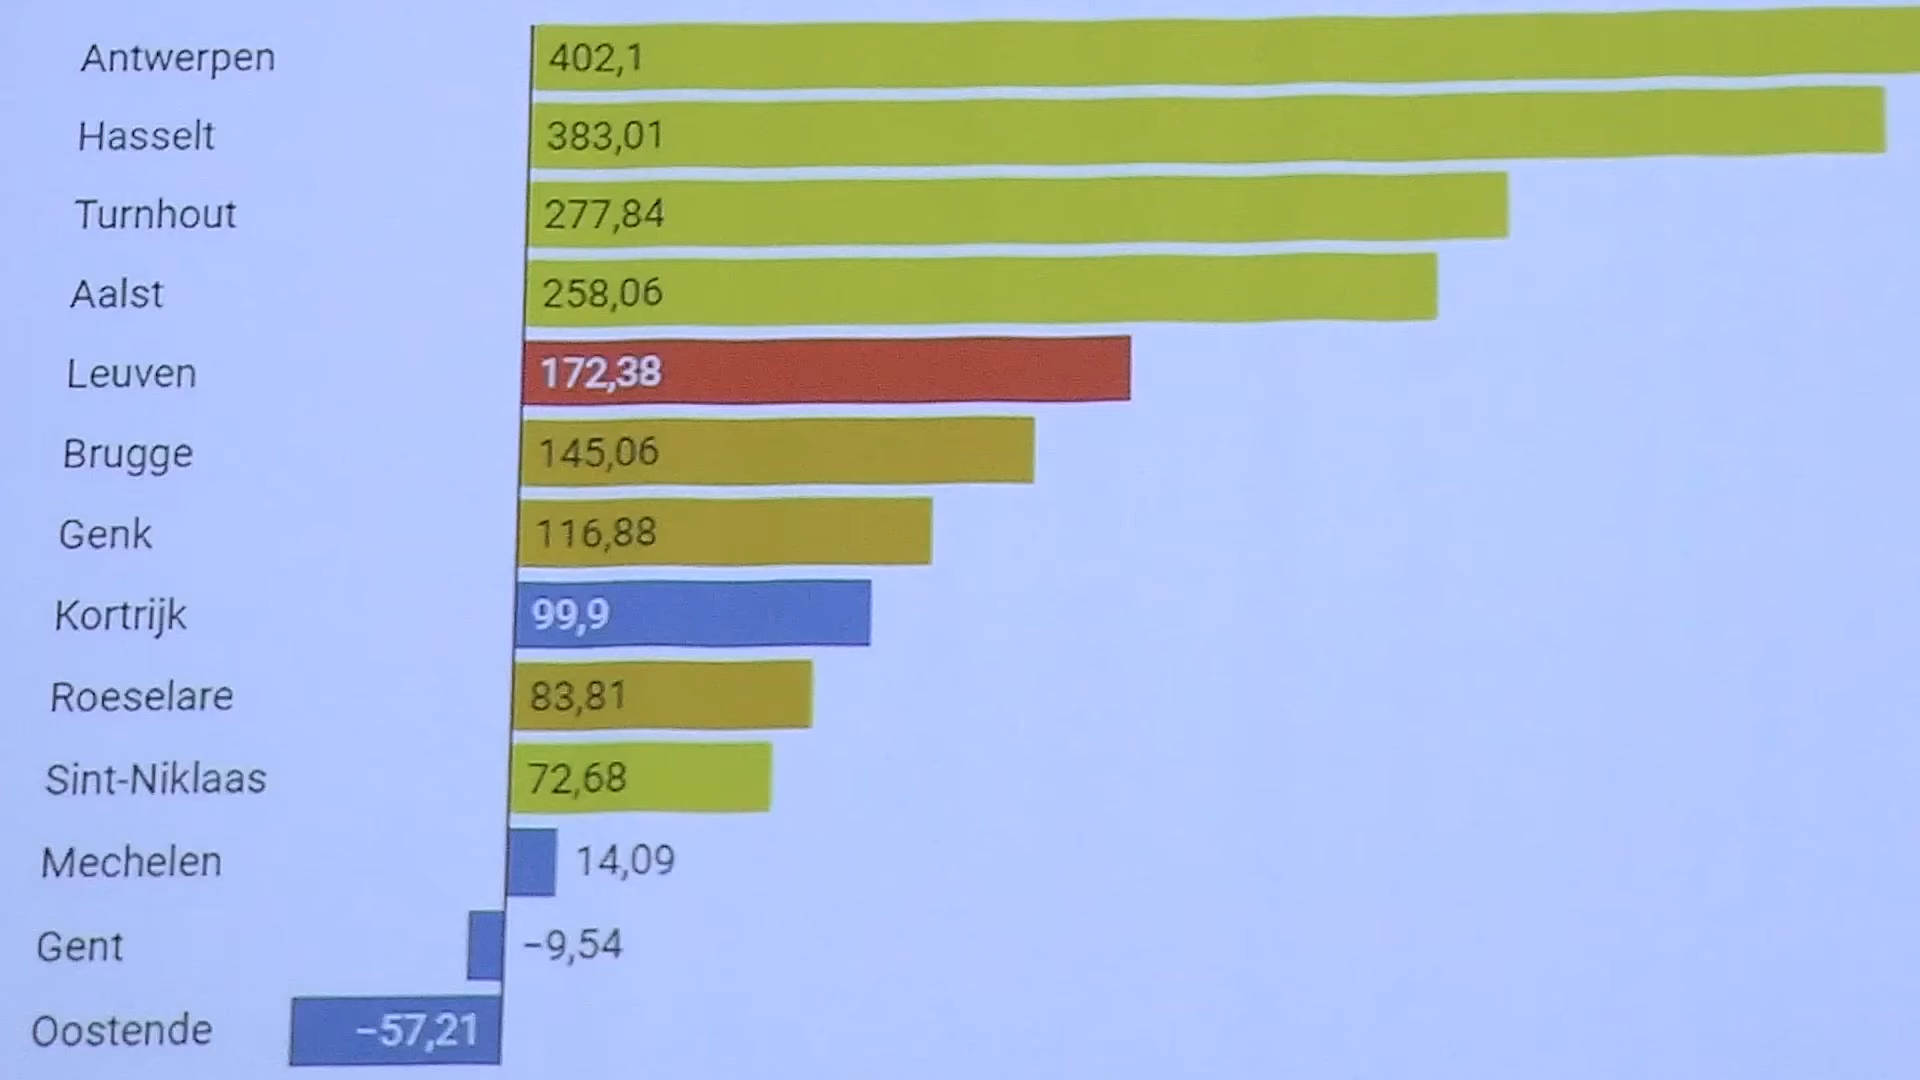 Antwerpen 402,1
Hasselt 383,01
Turnhout 277,84
Aalst 258,06
Leuven 172,38
Brugge 145,06
Genk 116,88
Kortrijk 99,9
Roeselare 83,81
Sint-Niklaas 72,68
Mechelen 14,09
Gent −9,54
Oostende −57,21